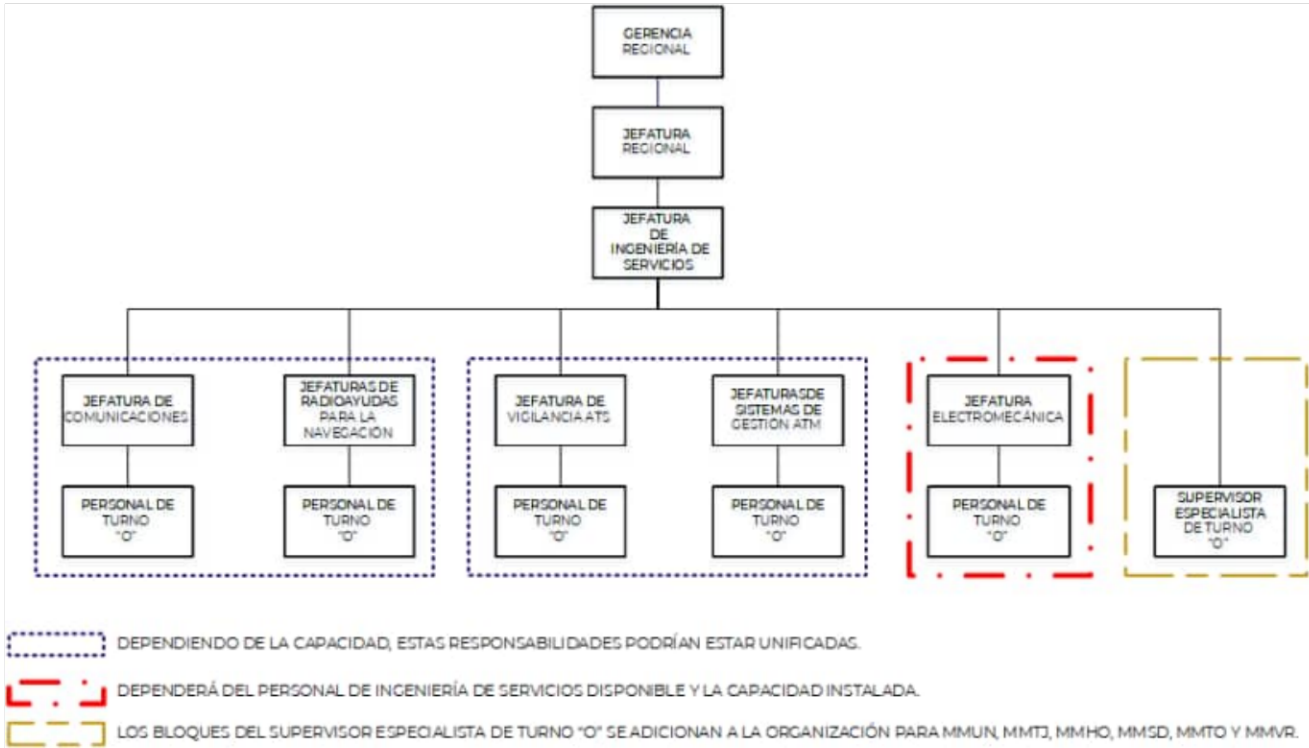 GERENCIA
REGIONAL
JEFATURA
REGIONAL
JEFATURA
DE
INGENIERÍA DE
SERVICIOS
JEFATURA DE
COMUNICACIONES
JEFATURAS DE
RADIOAYUDAS
PARA LA
NAVEGACIÓN
JEFATURA DE
VIGILANCIA ATS
JEFATURAS DE
SISTEMAS DE
GESTIÓN ATM
JEFATURA
ELECTROMECÁNICA
PERSONAL DE
TURNO
"O"
PERSONAL DE
TURNO
"O"
PERSONAL DE
TURNO
"O"
PERSONAL DE
TURNO
"O"
PERSONAL DE
TURNO
"O"
SUPERVISOR
ESPECIALISTA
DE TURNO
"O"
DEPENDIENDO DE LA CAPACIDAD, ESTAS RESPONSABILIDADES PODRÍAN ESTAR UNIFICADAS.
DEPENDERÁ DEL PERSONAL DE INGENIERÍA DE SERVICIOS DISPONIBLE Y LA CAPACIDAD INSTALADA.
LOS BLOQUES DEL SUPERVISOR ESPECIALISTA DE TURNO "O" SE ADICIONAN A LA ORGANIZACIÓN PARA MMUN, MMTJ, MMHO, MMSD, MMTO Y MMVR.